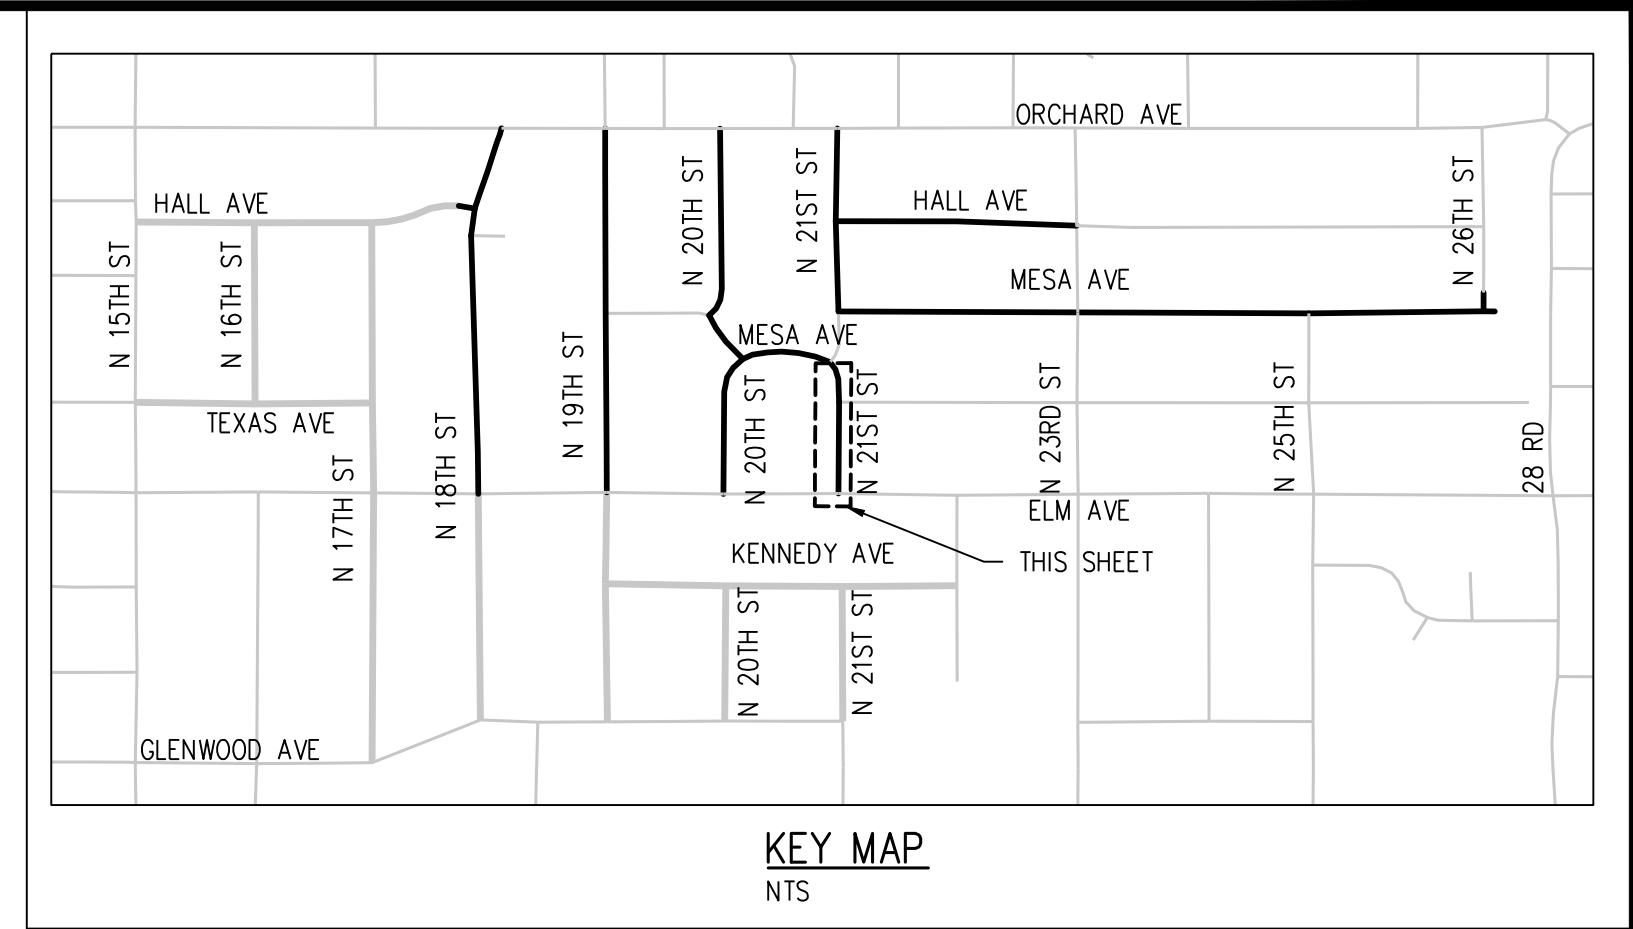 ORCHARD AVE
HALL AVE
HALL AVE
N 20TH ST
N 21ST ST
N 26TH ST
N 15TH ST
N 16TH ST
MESA AVE
MESA AVE
N 19TH ST
N 20TH ST
N 21ST ST
N 23RD ST
N 25TH ST
28 RD
TEXAS AVE
N 17TH ST
N 18TH ST
ELM AVE
KENNEDY AVE
THIS SHEET
N 20TH ST
N 21ST ST
GLENWOOD AVE
KEY MAP
NTS